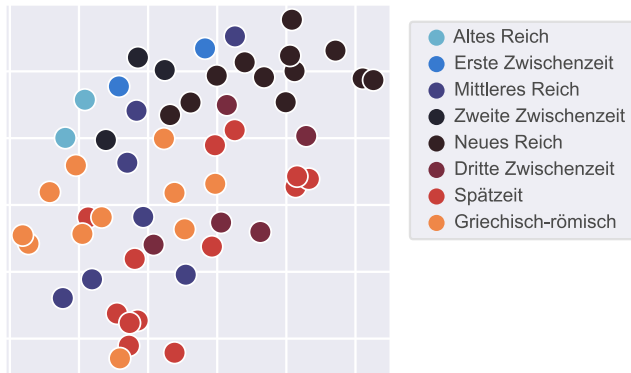 Altes Reich
Erste Zwischenzeit
Mittleres Reich
Zweite Zwischenzeit
Neues Reich
Dritte Zwischenzeit
Spätzeit
Griechisch-römisch